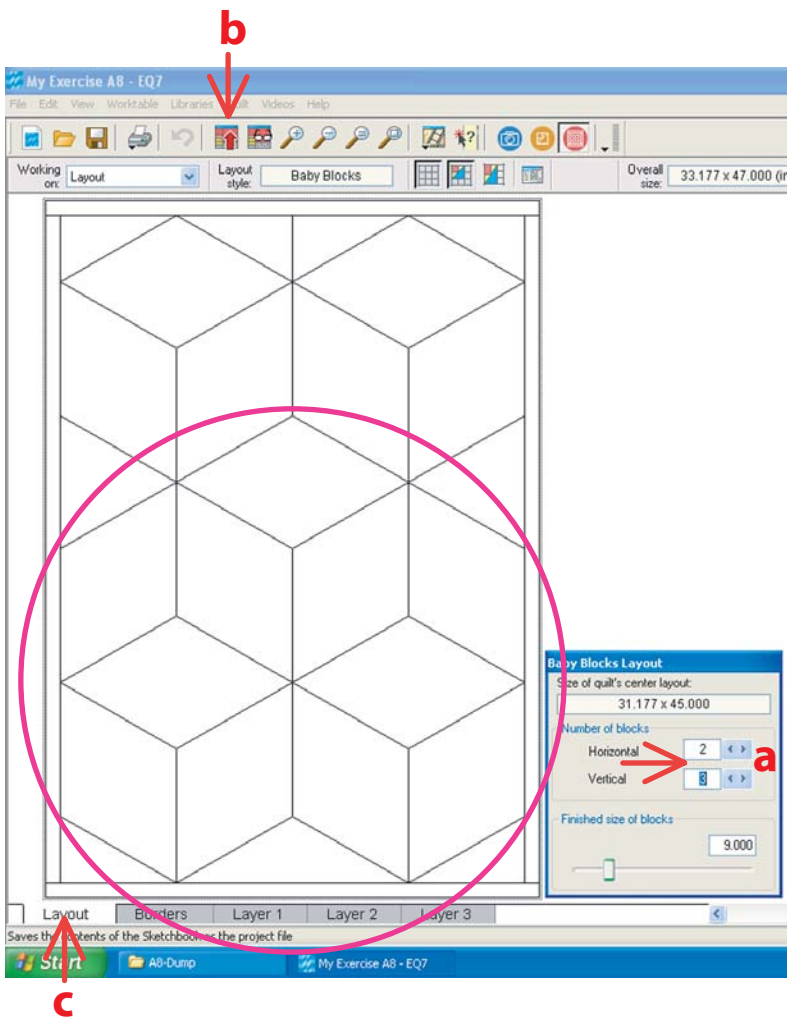 b
My Exercise A8 - EQ7
File Edit View Worktable Libraries Videos Help
Working on: Layout
Layout style: Baby Blocks
Overall size: 33.177 x 47.000
Baby Blocks Layout
Size of quilt's center layout:
31.177 x 45.000
Number of blocks
Horizontal 2
a
Vertical 3
Finished size of blocks
9.000
Layout Borders Layer 1 Layer 2 Layer 3
Saves the contents of the Sketchbook as the project file
Start A8-Dump My Exercise A8 - EQ7
c